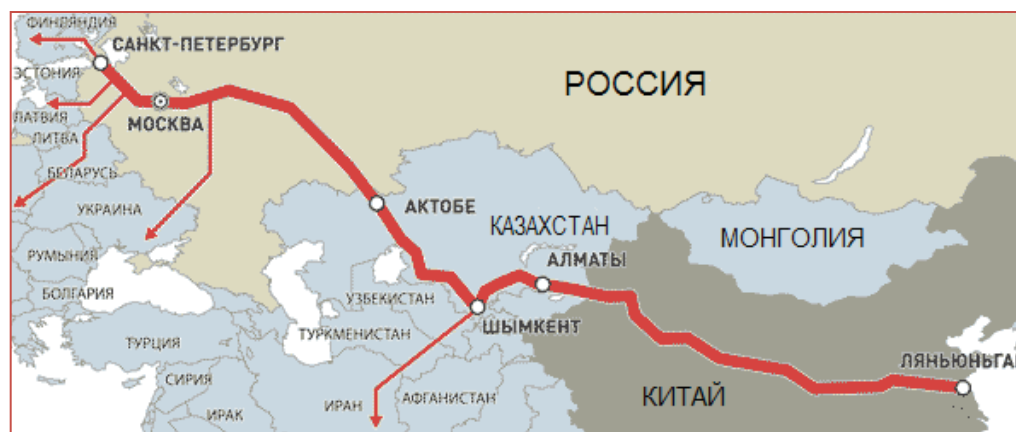 ФИНЛЯНДИЯ
САНКТ-ПЕТЕРБУРГ
ЭСТОНИЯ
РОССИЯ
ЛАТВИЯ
МОСКВА
ЛИТВА
БЕЛАРУСЬ
УКРАИНА
АКТОБЕ
КАЗАХСТАН
МОНГОЛИЯ
РУМЫНИЯ
АЛМАТЫ
БОЛГАРИЯ
УЗБЕКИСТАН
ШЫМКЕНТ
ТУРКМЕНИСТАН
ТУРЦИЯ
ЛЯНЬЮНЬГАН
СИРИЯ
КИТАЙ
ИРАН
АФГАНИСТАН
ИРАК